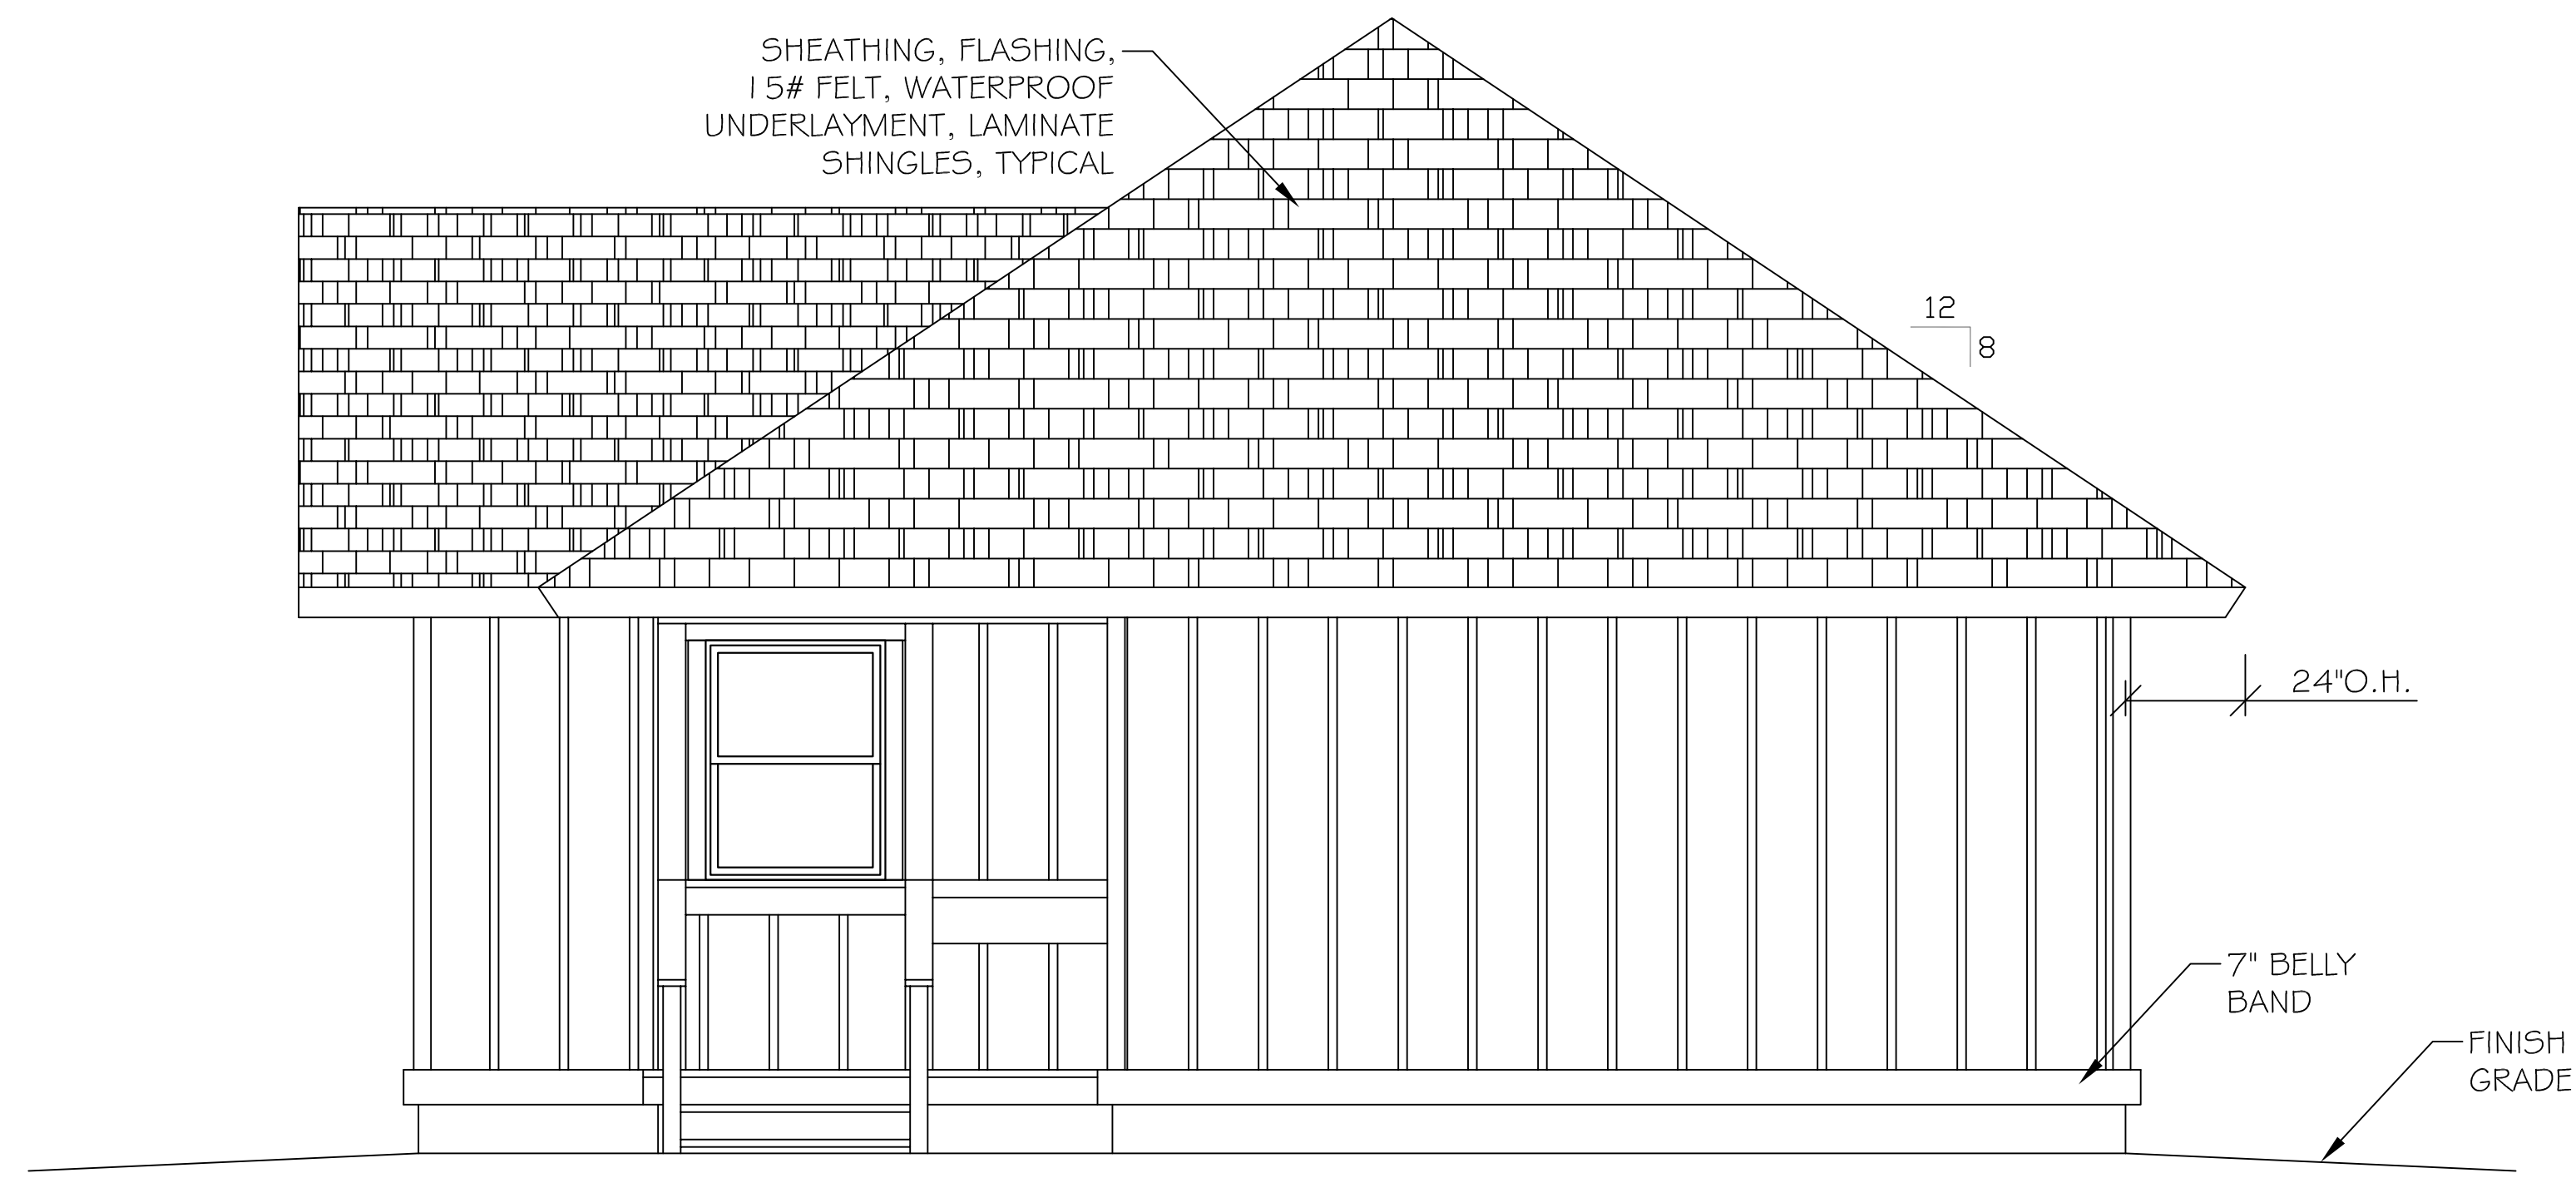 SHEATHING, FLASHING,
15# FELT, WATERPROOF
UNDERLAYMENT, LAMINATE
SHINGLES, TYPICAL
12
8
24"O.H.
7" BELLY
BAND
FINISH
GRADE